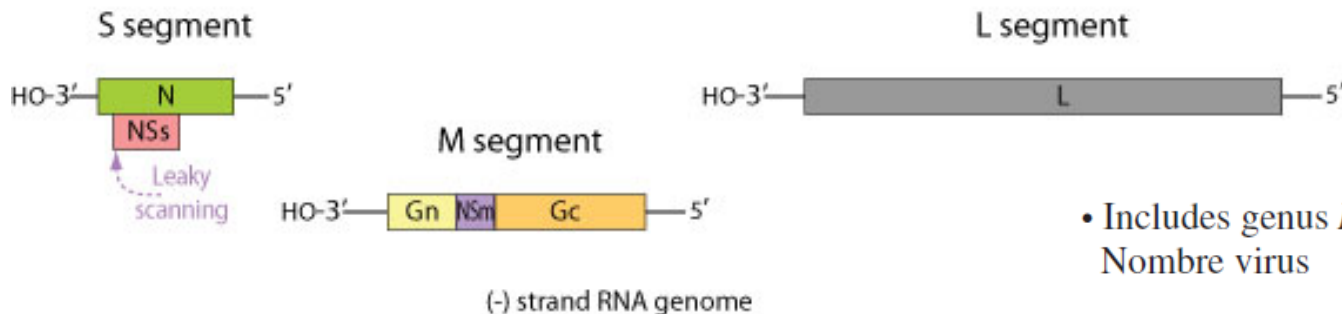 S segment
HO-3' N 5'
NSs
Leaky
scanning
M segment
HO-3' Gn NSm Gc 5'
L segment
HO-3' L 5'
• Includes genus
Nombre virus
(-) strand RNA genome